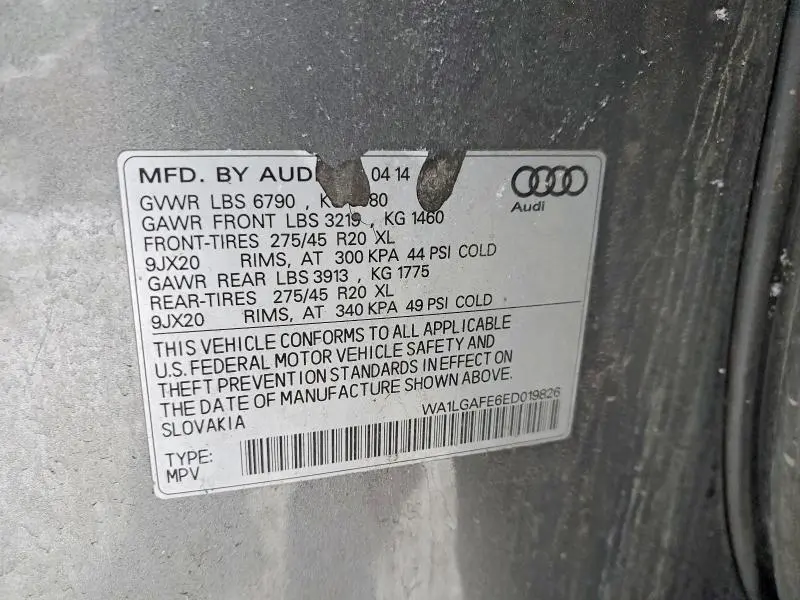 MFD. BY AUDI 04 14
GVWR LBS 6790 , KG 80
GAWR FRONT LBS 3219 , KG 1460
FRONT-TIRES 275/45 R20 XL
9JX20 RIMS, AT 300 KPA 44 PSI COLD
GAWR REAR LBS 3913 , KG 1775
REAR-TIRES 275/45 R20 XL
9JX20 RIMS, AT 340 KPA 49 PSI COLD
THIS VEHICLE CONFORMS TO ALL APPLICABLE
U.S. FEDERAL MOTOR VEHICLE SAFETY AND
THEFT PREVENTION STANDARDS IN EFFECT ON
THE DATE OF MANUFACTURE SHOWN ABOVE.
SLOVAKIA
WA1LGAFE6ED019826
TYPE:
MPV
Audi